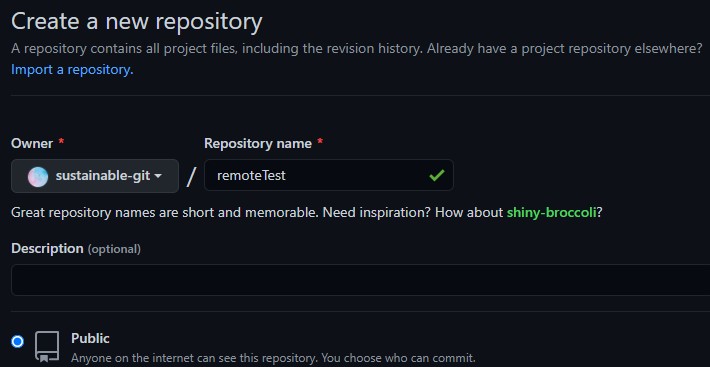 Create a new repository
A repository contains all project files, including the revision history. Already have a project repository elsewhere?
Import a repository.
Owner * Repository name *
sustainable-git / remoteTest
Great repository names are short and memorable. Need inspiration? How about shiny-broccoli?
Description (optional)
Public
Anyone on the internet can see this repository. You choose who can commit.